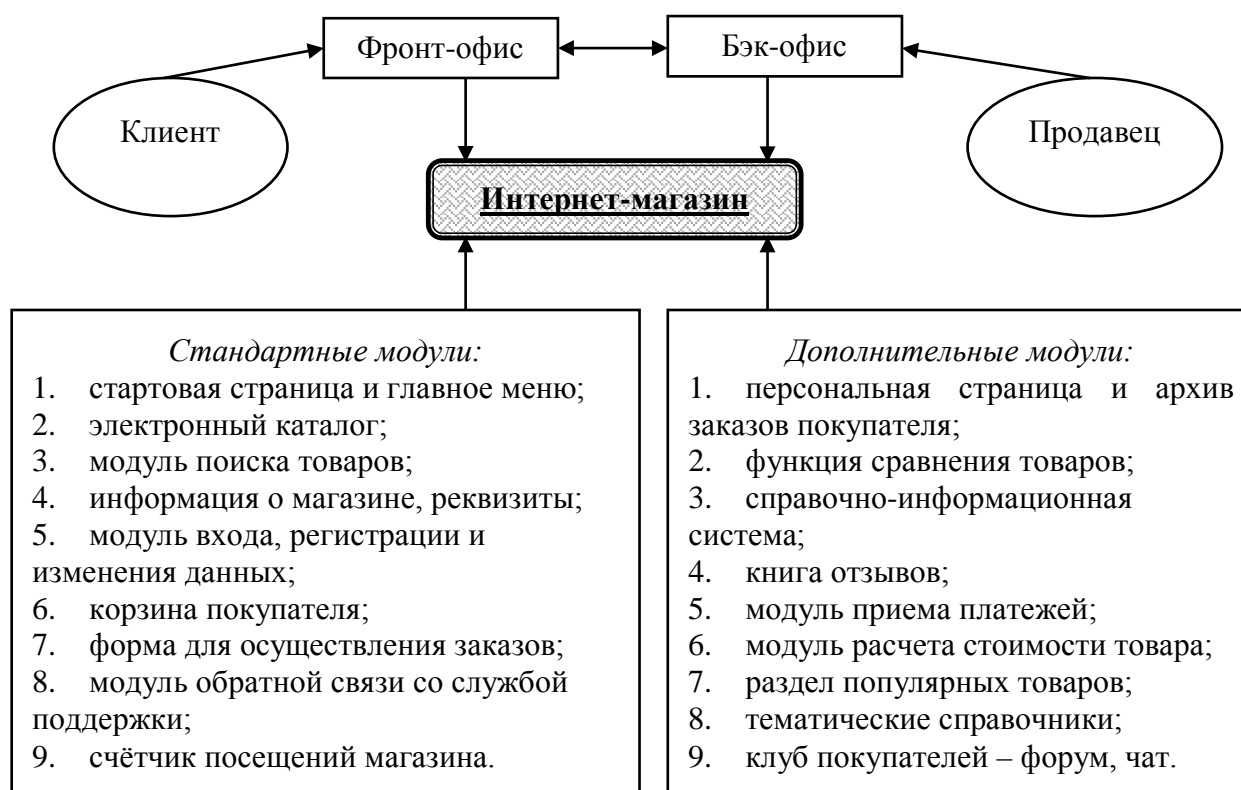 Фронт-офис
Бэк-офис
Клиент
Продавец
Интернет-магазин
Стандартные модули:
1. стартовая страница и главное меню;
2. электронный каталог;
3. модуль поиска товаров;
4. информация о магазине, реквизиты;
5. модуль входа, регистрации и
изменения данных;
6. корзина покупателя;
7. форма для осуществления заказов;
8. модуль обратной связи со службой
поддержки;
9. счётчик посещений магазина.
Дополнительные модули:
1. персональная страница и архив
заказов покупателя;
2. функция сравнения товаров;
3. справочно-информационная
система;
4. книга отзывов;
5. модуль приема платежей;
6. модуль расчета стоимости товара;
7. раздел популярных товаров;
8. тематические справочники;
9. клуб покупателей – форум, чат.